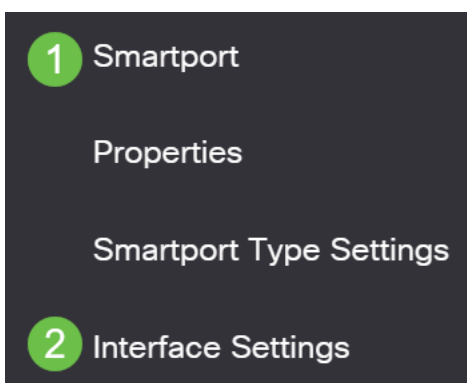 1 Smartport
Properties
Smartport Type Settings
2 Interface Settings